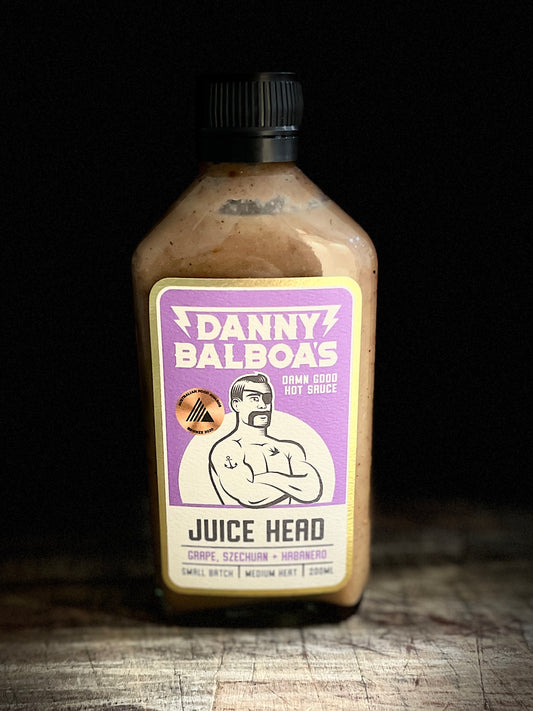 DANNY
BALBOA'S
DAMN GOOD
HOT SAUCE
JUICE HEAD
GRAPE, SZECHUAN + HABANERO
SMALL BATCH | MEDIUM HEAT | 200ML